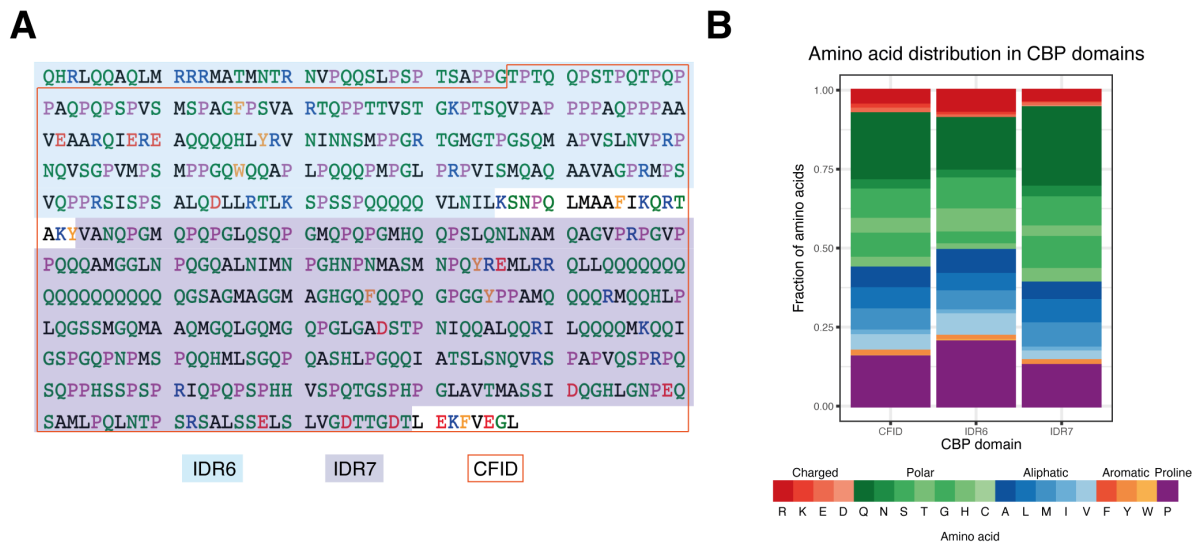 A
QHRLQQAQLM RRRMATMNTR NVPQQSLPSP TSAPPGTPTQ QPSTPQTPQP
PAQPQPSPVS MSPAGFPSVA RTQPPTTVSTG KPTSQVPAP PPPAQPPPAA
VEAARQIERE AQQQQHLYRV NINNSMPPGR TGMGTPGSQM APVSLNVPRP
NQVSGPVMPS MPPGQWQQAP LPQQQPMPGL PRPVISMQAQ AAVAGPRMPS
VQPPRSISPS ALQDLLRTLK SPSSPQQQQQ VLNILKSNPQ LMAAFIKQRT
AKYVANQPGM QPQPGLQSQP GMQPQPGMHQ QPSLQNLNAM QAGVPRPGVP
PQQQAMGGLN PQGQALNIMN PGHNPNMASM NPQYREMLRR QLLQQQQQQQ
QQQQQQQQQQ QGSAGMAGGM AGHGQFQQPQ GPGGYPPAMQ QQQRMQQHLP
LQGSSMGQMA AQMGQLGQMG QPGLGADSTP NIQQALQQRI LQQQQMKQQI
GSPGQPNPMS PQQHMLSGQP QASHLPGQQI ATSLSNQVRS PAPVQSPRPQ
SQPPHSSPSP RIQPQPSPHH VSPQTGSPHP GLAVTMASSI DQGHLGNPEQ
SAMLPQLNTP SRSALSSELS LVGDTTGDTL EKFVEGL
IDR6 IDR7 CFID
B
Amino acid distribution in CBP domains
Fraction of amino acids
1.00
0.75
0.50
0.25
0.00
CFID IDR6 IDR7
CBP domain
Charged Polar Aliphatic Aromatic Proline
R K E D Q N S T G H C A L M I V F Y W P
Amino acid